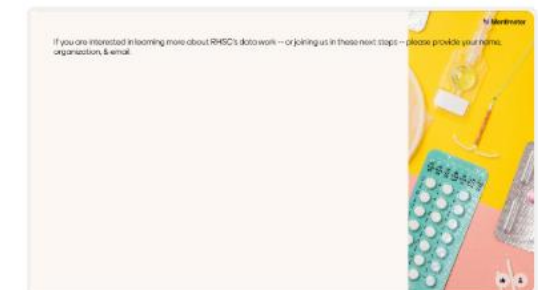 Mentimeter
If you are interested in learning more about RHSC's data work -- or joining us in these next steps -- please provide your name,
organization, & email.